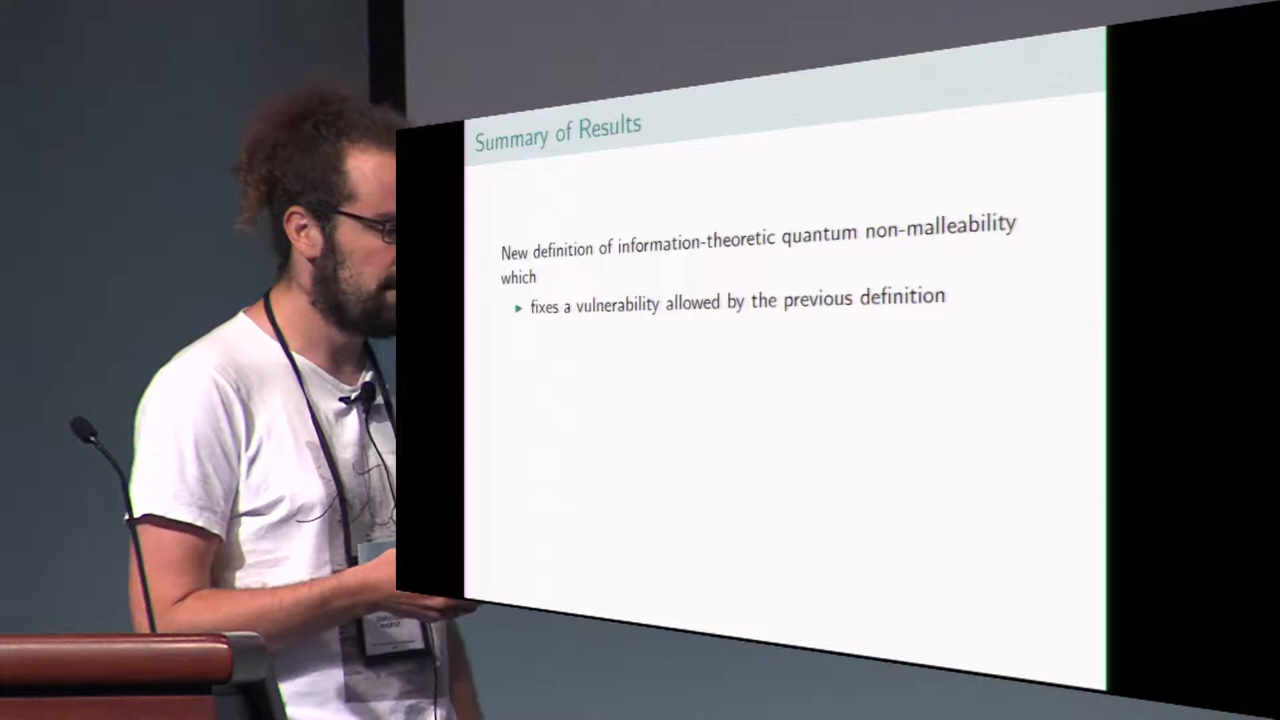 Summary of Results
New definition of information-theoretic quantum non-malleability
which
▸ fixes a vulnerability allowed by the previous definition